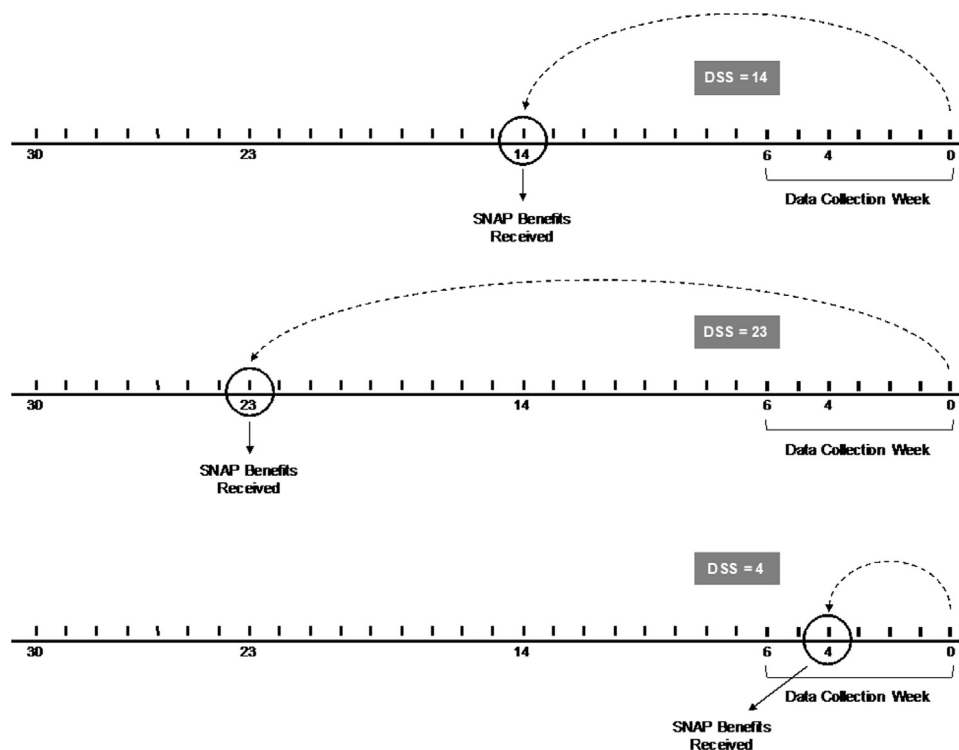 DSS = 14
30 23 14 6 4 0
Data Collection Week
SNAP Benefits
Received
DSS = 23
30 23 14 6 4 0
Data Collection Week
SNAP Benefits
Received
DSS = 4
30 23 14 6 4 0
Data Collection Week
SNAP Benefits
Received